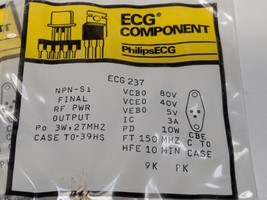 ECG®
COMPONENT
PhilipsECG
ECG 237
NPN-S1 VCBO 80V
FINAL VCEO 40V
RF PWR VEBO 5V
OUTPUT IC 3A
Po 3W,27MHZ PD 10W CBE
CASE TO-39HS FT 150 MHZ C TO
HFE 10 MIN CASE
9K PK